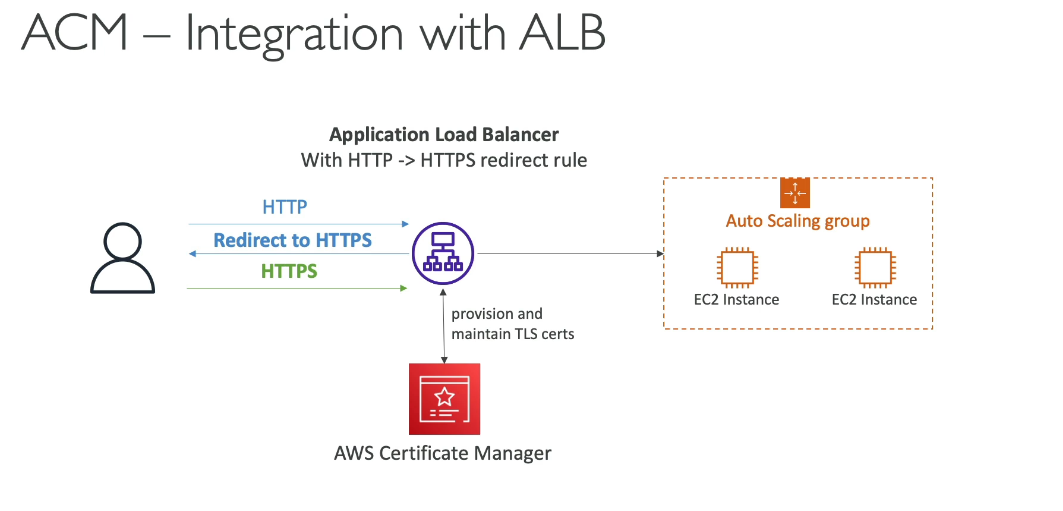 ACM – Integration with ALB
Application Load Balancer
With HTTP -> HTTPS redirect rule
HTTP
Redirect to HTTPS
HTTPS
Auto Scaling group
EC2 Instance
EC2 Instance
provision and
maintain TLS certs
AWS Certificate Manager